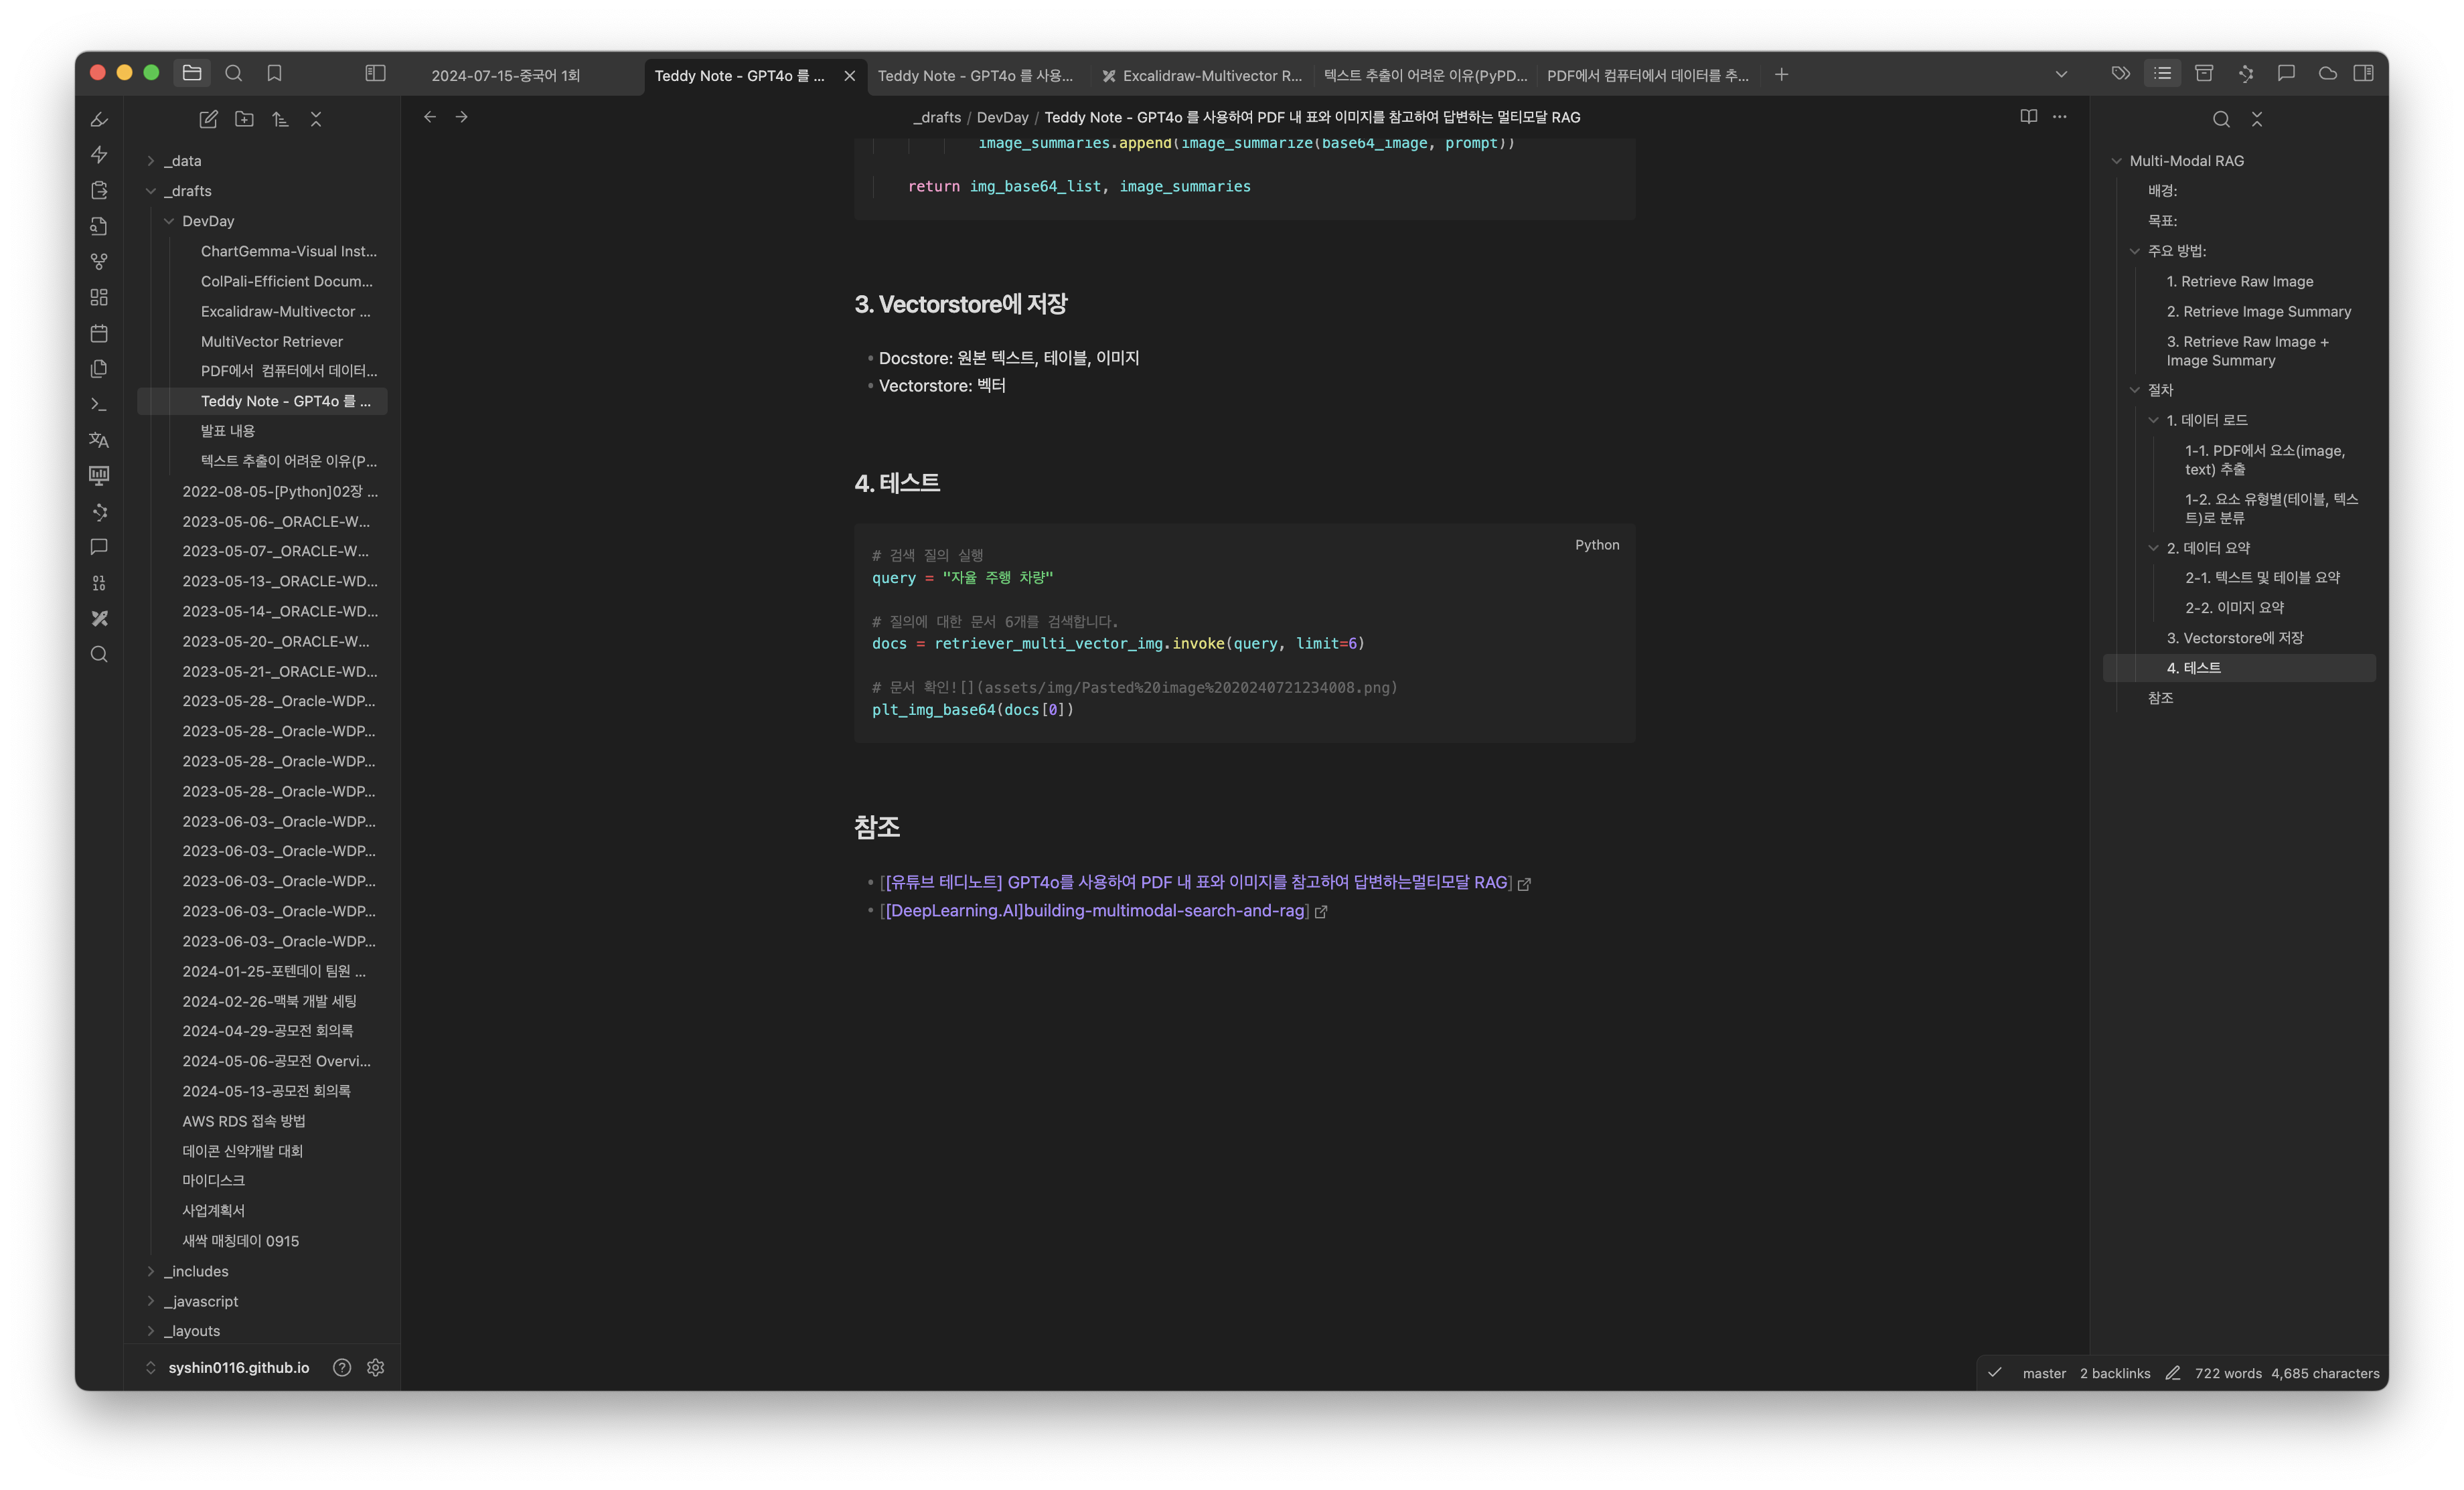 2024-07-15-중국어 1회
Teddy Note - GPT4o 를 ...
Teddy Note - GPT4o 를 사용...
Excalidraw-Multivector R...
텍스트 추출이 어려운 이유(PyPD...
PDF에서 컴퓨터에서 데이터를 추...
_data
_drafts
DevDay
ChartGemma-Visual Inst...
ColPali-Efficient Docum...
Excalidraw-Multivector ...
MultiVector Retriever
PDF에서  컴퓨터에서 데이터...
Teddy Note - GPT4o 를 ...
발표 내용
텍스트 추출이 어려운 이유(P...
2022-08-05-[Python]02장 ...
2023-05-06-_ORACLE-W...
2023-05-07-_ORACLE-W...
2023-05-13-_ORACLE-WD...
2023-05-14-_ORACLE-WD...
2023-05-20-_ORACLE-W...
2023-05-21-_ORACLE-WD...
2023-05-28-_Oracle-WDP...
2023-05-28-_Oracle-WDP...
2023-05-28-_Oracle-WDP...
2023-05-28-_Oracle-WDP...
2023-06-03-_Oracle-WDP...
2023-06-03-_Oracle-WDP...
2023-06-03-_Oracle-WDP...
2023-06-03-_Oracle-WDP...
2023-06-03-_Oracle-WDP...
2024-01-25-포텐데이 팀원 ...
2024-02-26-맥북 개발 세팅
2024-04-29-공모전 회의록
2024-05-06-공모전 Overvi...
2024-05-13-공모전 회의록
AWS RDS 접속 방법
데이콘 신약개발 대회
마이디스크
사업계획서
새싹 매칭데이 0915
_includes
_javascript
_layouts
syshin0116.github.io
_drafts / DevDay / Teddy Note - GPT4o 를 사용하여 PDF 내 표와 이미지를 참고하여 답변하는 멀티모달 RAG
image_summaries.append(image_summarize(base64_image, prompt))
return img_base64_list, image_summaries
3. Vectorstore에 저장
• Docstore: 원본 텍스트, 테이블, 이미지
• Vectorstore: 벡터
4. 테스트
Python
# 검색 질의 실행
query = "자율 주행 차량"
# 질의에 대한 문서 6개를 검색합니다.
docs = retriever_multi_vector_img.invoke(query, limit=6)
# 문서 확인![](assets/img/Pasted%20image%2020240721234008.png)
plt_img_base64(docs[0])
참조
• [[유튜브 테디노트] GPT4o를 사용하여 PDF 내 표와 이미지를 참고하여 답변하는멀티모달 RAG]
• [[DeepLearning.AI]building-multimodal-search-and-rag]
Multi-Modal RAG
배경:
목표:
주요 방법:
1. Retrieve Raw Image
2. Retrieve Image Summary
3. Retrieve Raw Image +
Image Summary
절차
1. 데이터 로드
1-1. PDF에서 요소(image,
text) 추출
1-2. 요소 유형별(테이블, 텍스
트)로 분류
2. 데이터 요약
2-1. 텍스트 및 테이블 요약
2-2. 이미지 요약
3. Vectorstore에 저장
4. 테스트
참조
master 2 backlinks 722 words 4,685 characters